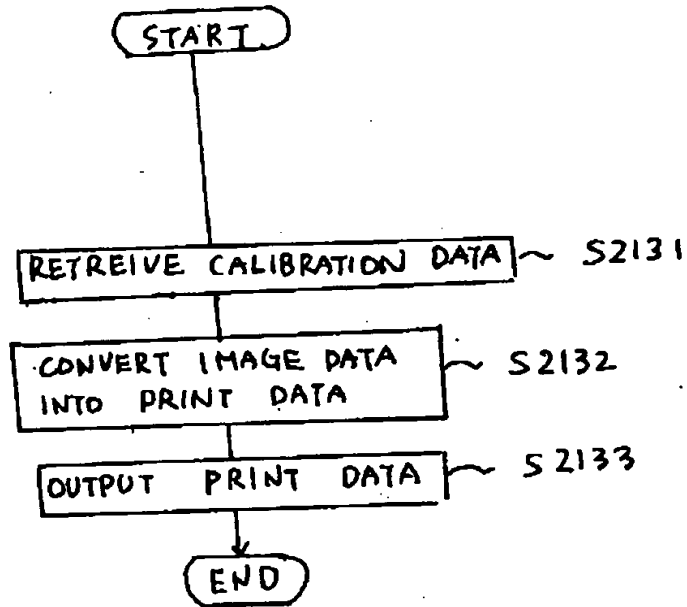 START
RETREIVE CALIBRATION DATA S2131
CONVERT IMAGE DATA S2132
INTO PRINT DATA
OUTPUT PRINT DATA S2133
END